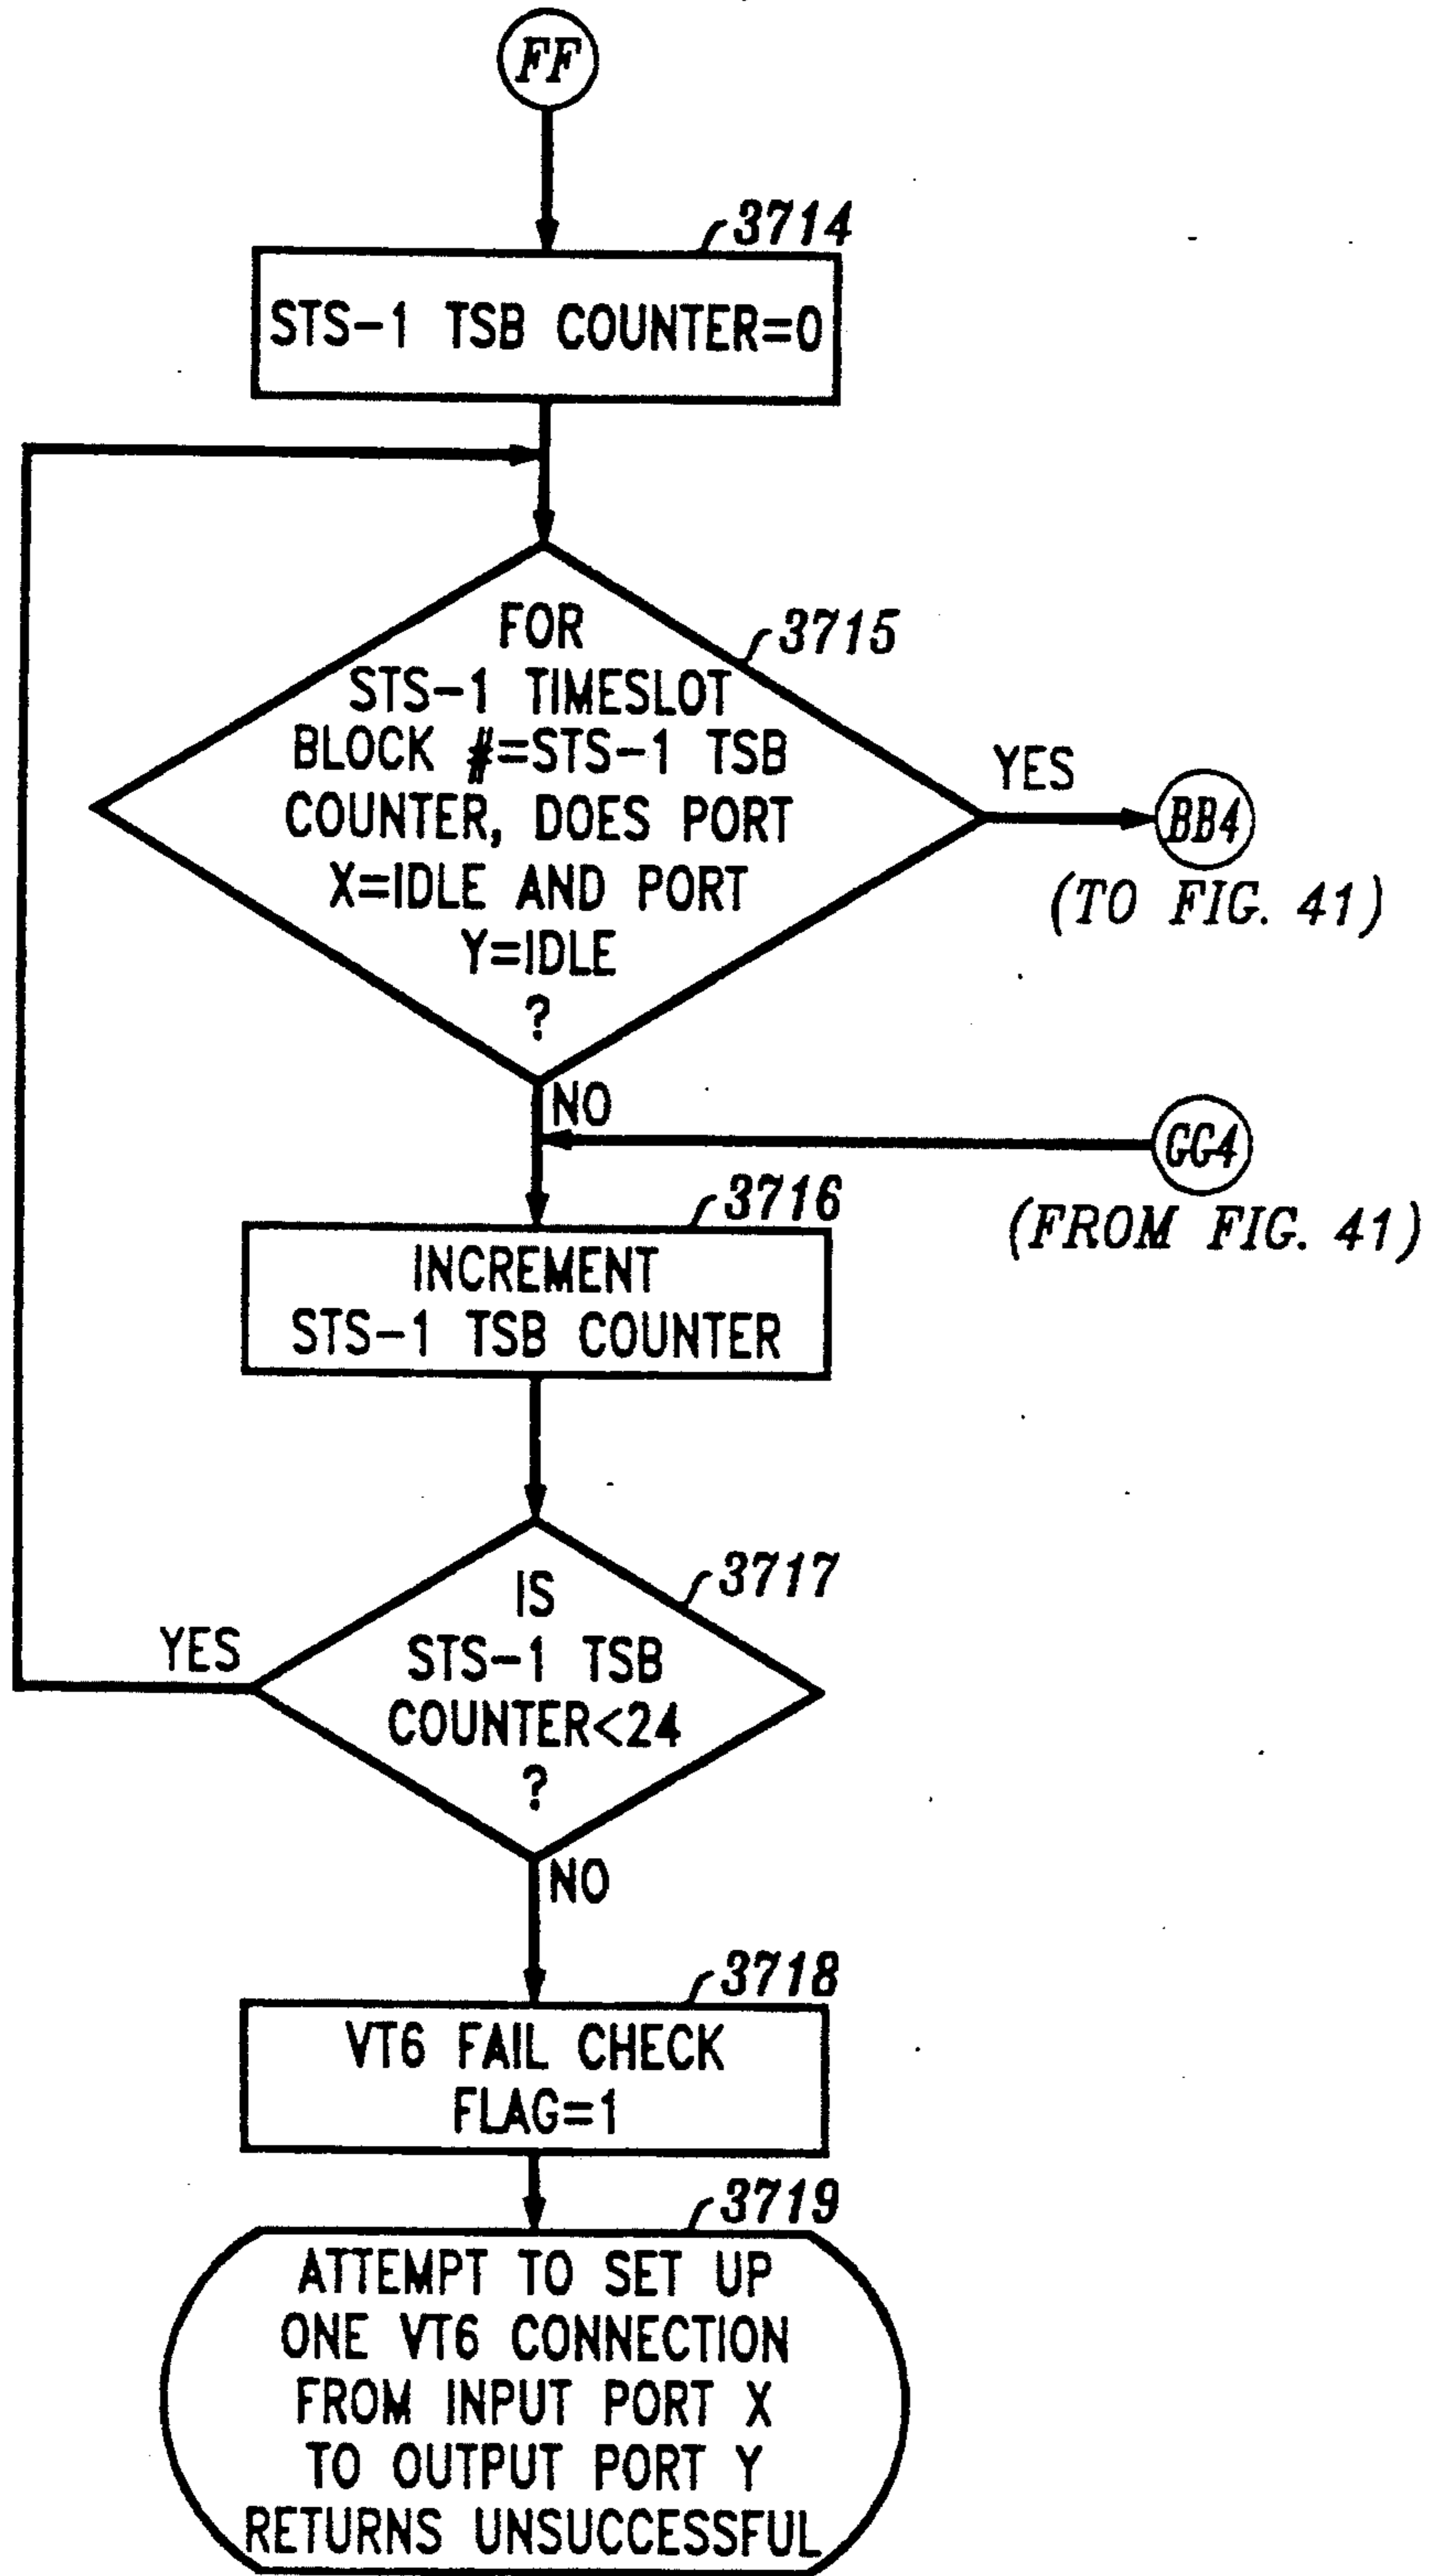 FF
3714
STS-1 TSB COUNTER=0
3715
FOR
STS-1 TIMESLOT
BLOCK #=STS-1 TSB
COUNTER, DOES PORT
X=IDLE AND PORT
Y=IDLE
?
YES
BB4
(TO FIG. 41)
NO
GG4
(FROM FIG. 41)
3716
INCREMENT
STS-1 TSB COUNTER
3717
IS
STS-1 TSB
COUNTER<24
?
YES
NO
3718
VT6 FAIL CHECK
FLAG=1
3719
ATTEMPT TO SET UP
ONE VT6 CONNECTION
FROM INPUT PORT X
TO OUTPUT PORT Y
RETURNS UNSUCCESSFUL